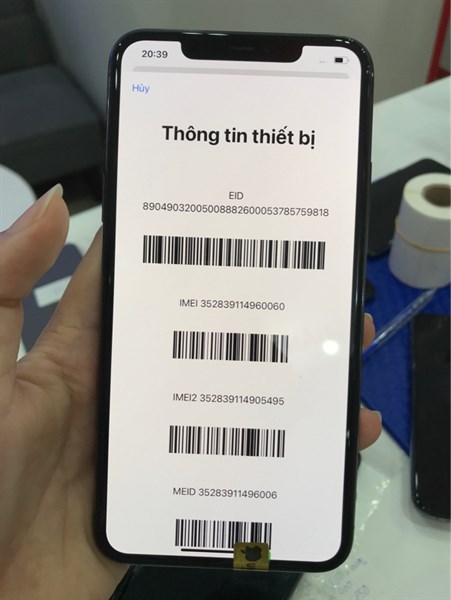 20:39
Hủy
Thông tin thiết bị
EID
89049032005008882600053785759818
IMEI 352839114960060
IMEI2 352839114905495
MEID 35283911496006